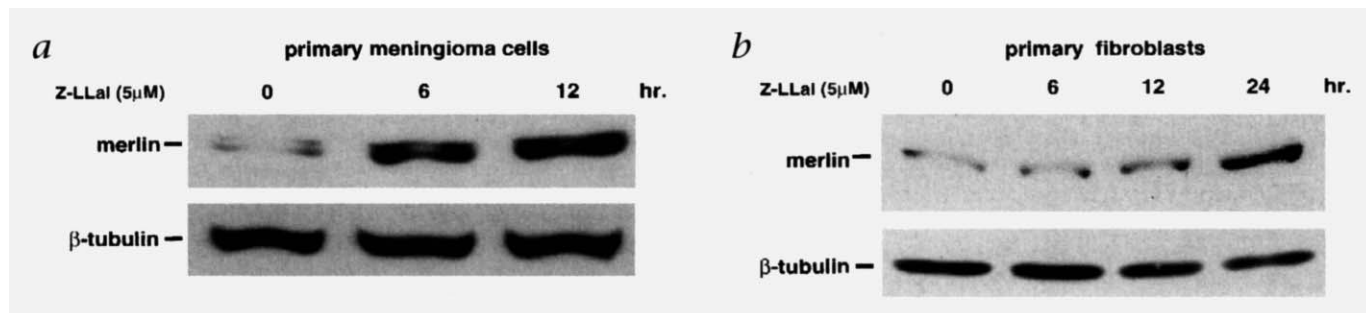 a
primary meningioma cells
Z-LLal (5μM) 0 6 12 hr.
merlin
β-tubulin
b
primary fibroblasts
Z-LLal (5μM) 0 6 12 24 hr.
merlin
β-tubulin